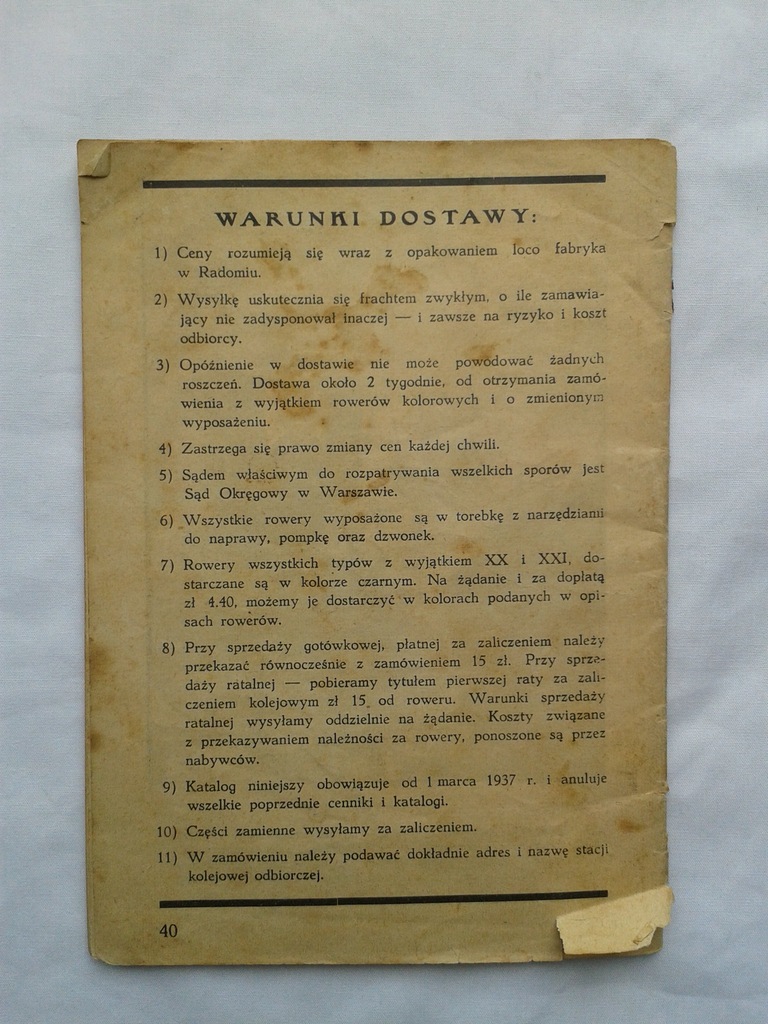 WARUNKI DOSTAWY:
1) Ceny rozumieją się wraz z opakowaniem loco fabryka
w Radomiu.
2) Wysyłkę uskutecznia się frachtem zwykłym, o ile zamawia-
jący nie zadysponował inaczej — i zawsze na ryzyko i koszt
odbiorcy.
3) Opóźnienie w dostawie nie może powodować żadnych
roszczeń. Dostawa około 2 tygodnie, od otrzymania zamó-
wienia z wyjątkiem rowerów kolorowych i o zmienionym
wyposażeniu.
4) Zastrzega się prawo zmiany cen każdej chwili.
5) Sądem właściwym do rozpatrywania wszelkich sporów jest
Sąd Okręgowy w Warszawie.
6) Wszystkie rowery wyposażone są w torebkę z narzędziami
do naprawy, pompkę oraz dzwonek.
7) Rowery wszystkich typów z wyjątkiem XX i XXI, do-
starczane są w kolorze czarnym. Na żądanie i za dopłatą
zł 4.40, możemy je dostarczyć w kolorach podanych w opi-
sach rowerów.
8) Przy sprzedaży gotówkowej, płatnej za zaliczeniem należy
przekazać równocześnie z zamówieniem 15 zł. Przy sprze-
daży ratalnej — pobieramy tytułem pierwszej raty za zali-
czeniem kolejowym zł 15. od roweru. Warunki sprzedaży
ratalnej wysyłamy oddzielnie na żądanie. Koszty związane
z przekazywaniem należności za rowery, ponoszone są przez
nabywców.
9) Katalog niniejszy obowiązuje od 1 marca 1937 r. i anuluje
wszelkie poprzednie cenniki i katalogi.
10) Części zamienne wysyłamy za zaliczeniem.
11) W zamówieniu należy podawać dokładnie adres i nazwę stacji
kolejowej odbiorczej.
40